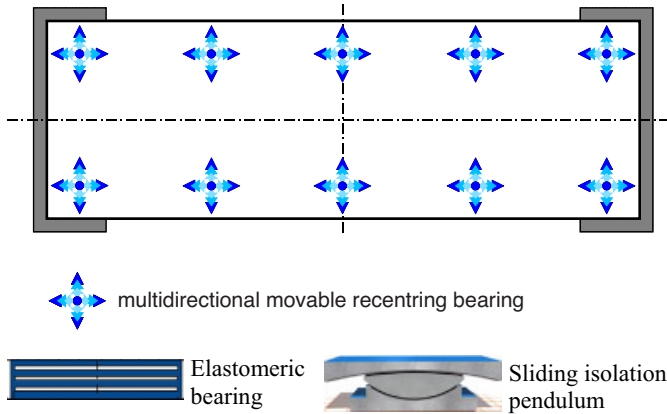 multidirectional movable recentring bearing
Elastomeric
bearing
Sliding isolation
pendulum